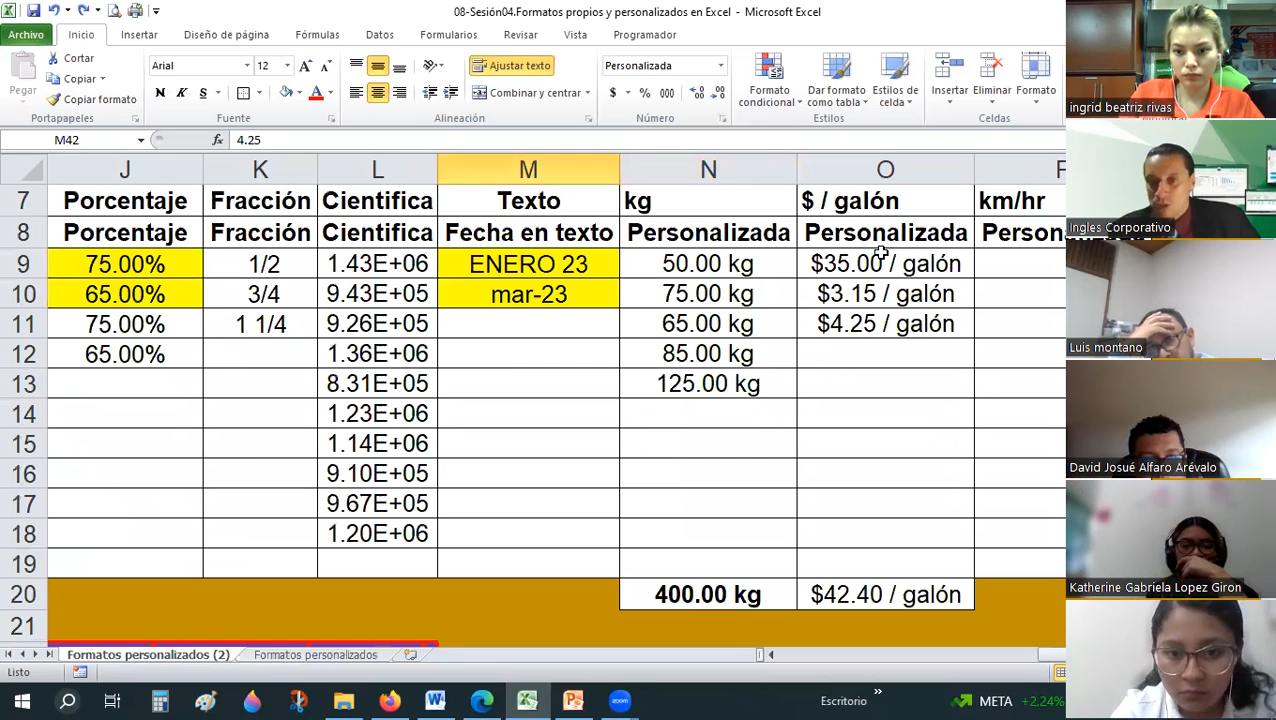 08-Sesión04.Formatos propios y personalizados en Excel - Microsoft Excel
Archivo Inicio Insertar Diseño de página Fórmulas Datos Formularios Revisar Vista Programador
Pegar Cortar Copiar Copiar formato
Arial 12
N K S
Ajustar texto
Combinar y centrar
Personalizada
$ % 000
Formato condicional
Dar formato como tabla
Estilos de celda
Insertar Eliminar Formato
Portapapeles Fuente Alineación Número Estilos Celdas
M42 fx 4.25
J K L M N O
7 Porcentaje Fracción Cientifica Texto kg $ / galón km/hr
8 Porcentaje Fracción Cientifica Fecha en texto Personalizada Personalizada
9 75.00% 1/2 1.43E+06 ENERO 23 50.00 kg $35.00 / galón
10 65.00% 3/4 9.43E+05 mar-23 75.00 kg $3.15 / galón
11 75.00% 1 1/4 9.26E+05 65.00 kg $4.25 / galón
12 65.00% 1.36E+06 85.00 kg
13 8.31E+05 125.00 kg
14 1.23E+06
15 1.14E+06
16 9.10E+05
17 9.67E+05
18 1.20E+06
19
20 400.00 kg $42.40 / galón
21
Formatos personalizados (2) Formatos personalizados
Listo
Escritorio » META +2,24%
zoom
ingrid beatriz rivas
Ingles Corporativo
Luis montano
David Josué Alfaro Arévalo
Katherine Gabriela Lopez Giron